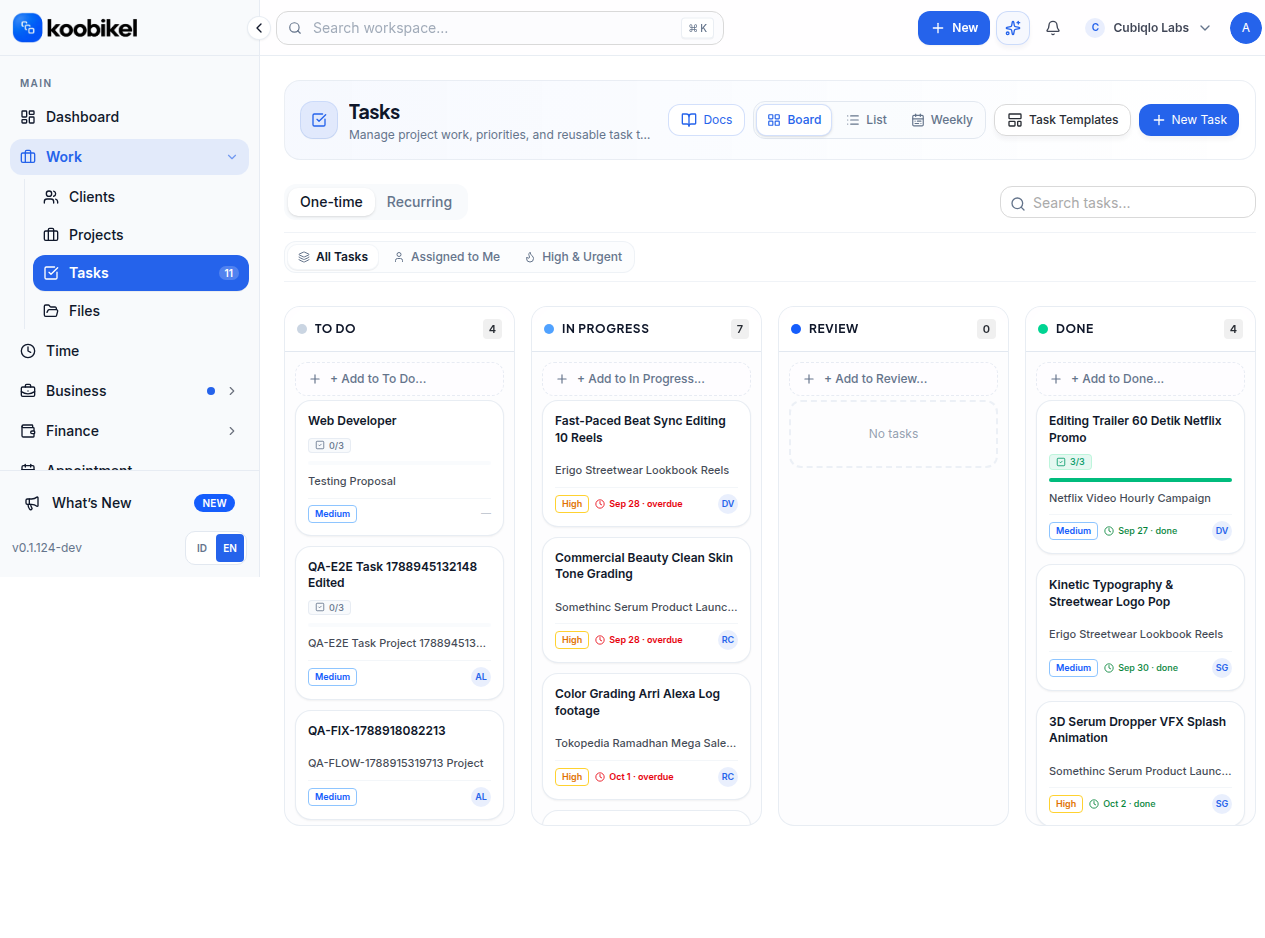 koobikel
Search workspace...
⌘ K
New
C
Cubiqlo Labs
A
MAIN
Dashboard
Work
Clients
Projects
Tasks
11
Files
Time
Business
Finance
Appointment
What's New
NEW
v0.1.124-dev
ID
EN
Tasks
Manage project work, priorities, and reusable task t...
Docs
Board
List
Weekly
Task Templates
New Task
One-time
Recurring
Search tasks...
All Tasks
Assigned to Me
High & Urgent
TO DO
4
+ Add to To Do...
Web Developer
0/3
Testing Proposal
Medium
—
QA-E2E Task 1788945132148
Edited
0/3
QA-E2E Task Project 178894513...
Medium
AL
QA-FIX-1788918082213
QA-FLOW-1788915319713 Project
Medium
AL
IN PROGRESS
7
+ Add to In Progress...
Fast-Paced Beat Sync Editing
10 Reels
Erigo Streetwear Lookbook Reels
High
Sep 28 · overdue
DV
Commercial Beauty Clean Skin
Tone Grading
Somethinc Serum Product Launc...
High
Sep 28 · overdue
RC
Color Grading Arri Alexa Log
footage
Tokopedia Ramadhan Mega Sale...
High
Oct 1 · overdue
RC
REVIEW
0
+ Add to Review...
No tasks
DONE
4
+ Add to Done...
Editing Trailer 60 Detik Netflix
Promo
3/3
Netflix Video Hourly Campaign
Medium
Sep 27 · done
DV
Kinetic Typography &
Streetwear Logo Pop
Erigo Streetwear Lookbook Reels
Medium
Sep 30 · done
SG
3D Serum Dropper VFX Splash
Animation
Somethinc Serum Product Launc...
High
Oct 2 · done
SG